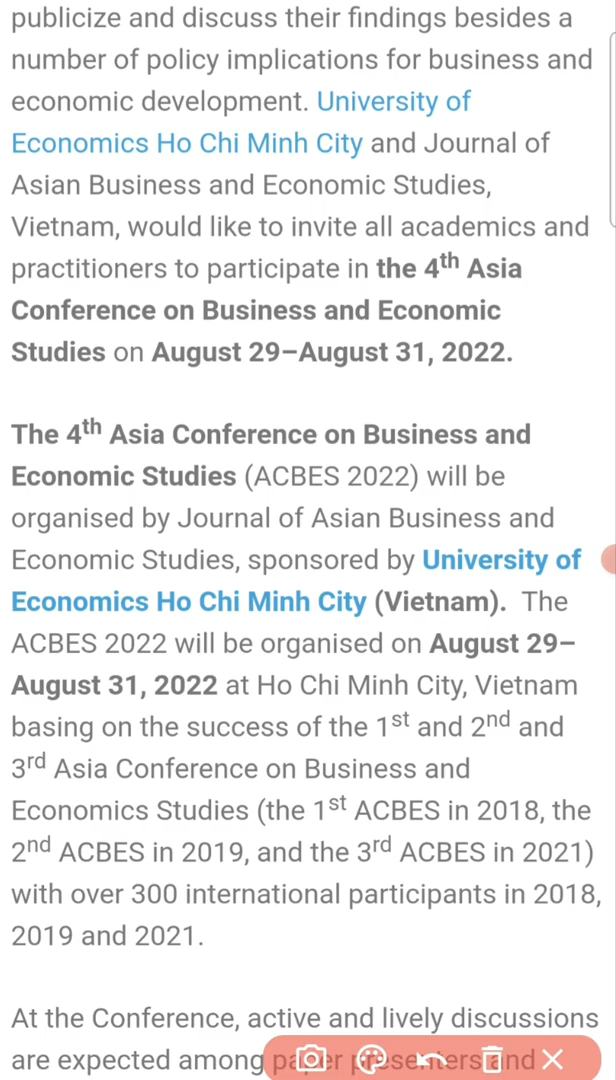 publicize and discuss their findings besides a
number of policy implications for business and
economic development. University of
Economics Ho Chi Minh City and Journal of
Asian Business and Economic Studies,
Vietnam, would like to invite all academics and
practitioners to participate in the 4th Asia
Conference on Business and Economic
Studies on August 29–August 31, 2022.
The 4th Asia Conference on Business and
Economic Studies (ACBES 2022) will be
organised by Journal of Asian Business and
Economic Studies, sponsored by University of
Economics Ho Chi Minh City (Vietnam). The
ACBES 2022 will be organised on August 29–
August 31, 2022 at Ho Chi Minh City, Vietnam
basing on the success of the 1st and 2nd and
3rd Asia Conference on Business and
Economics Studies (the 1st ACBES in 2018, the
2nd ACBES in 2019, and the 3rd ACBES in 2021)
with over 300 international participants in 2018,
2019 and 2021.
At the Conference, active and lively discussions
are expected among paper presenters and